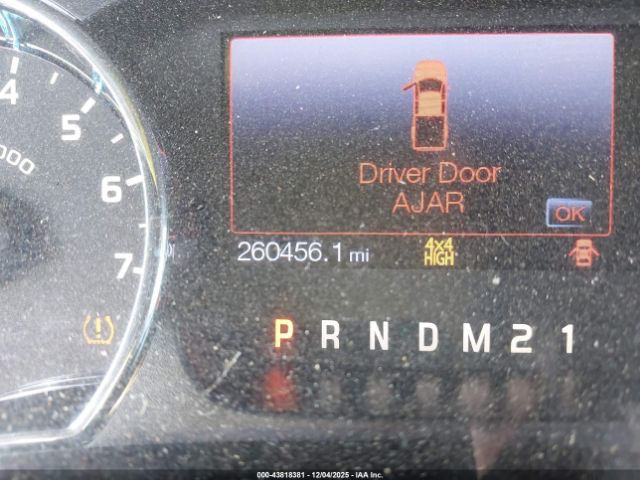 4
5
000
6
7
Driver Door
AJAR
OK
260456.1 mi
4x4
HIGH
P R N D M 2 1
000-43818381 - 12/04/2025 - IAA Inc.